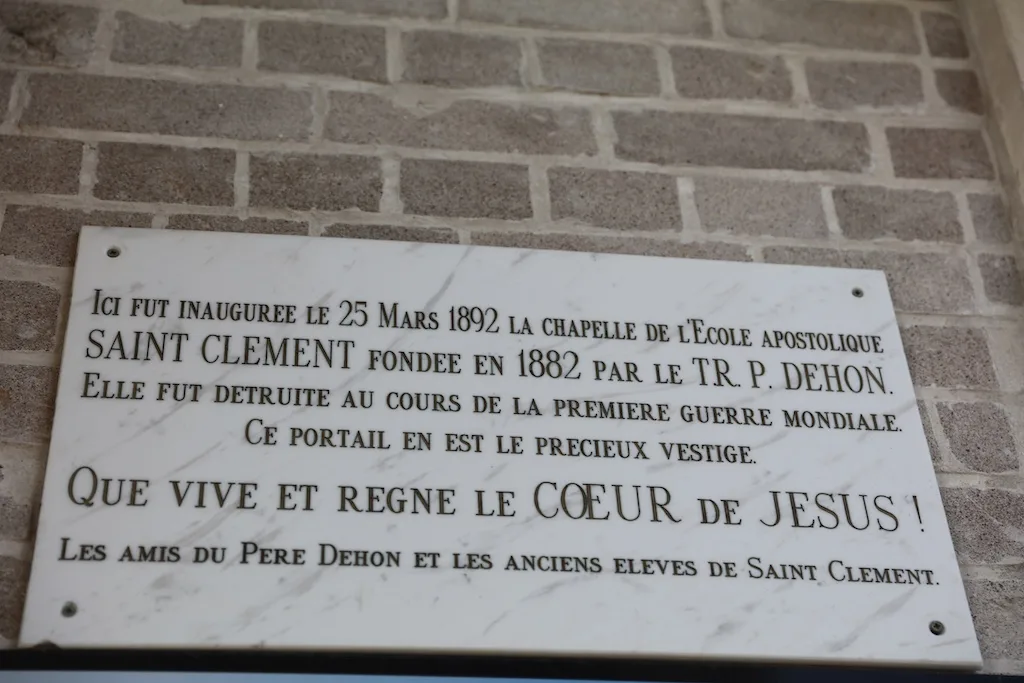 ICI FUT INAUGUREE LE 25 MARS 1892 LA CHAPELLE DE L'ECOLE APOSTOLIQUE
SAINT CLEMENT FONDEE EN 1882 PAR LE TR. P. DEHON.
ELLE FUT DETRUITE AU COURS DE LA PREMIERE GUERRE MONDIALE.
CE PORTAIL EN EST LE PRECIEUX VESTIGE.
QUE VIVE ET REGNE LE CŒUR DE JESUS !
LES AMIS DU PERE DEHON ET LES ANCIENS ELEVES DE SAINT CLEMENT.